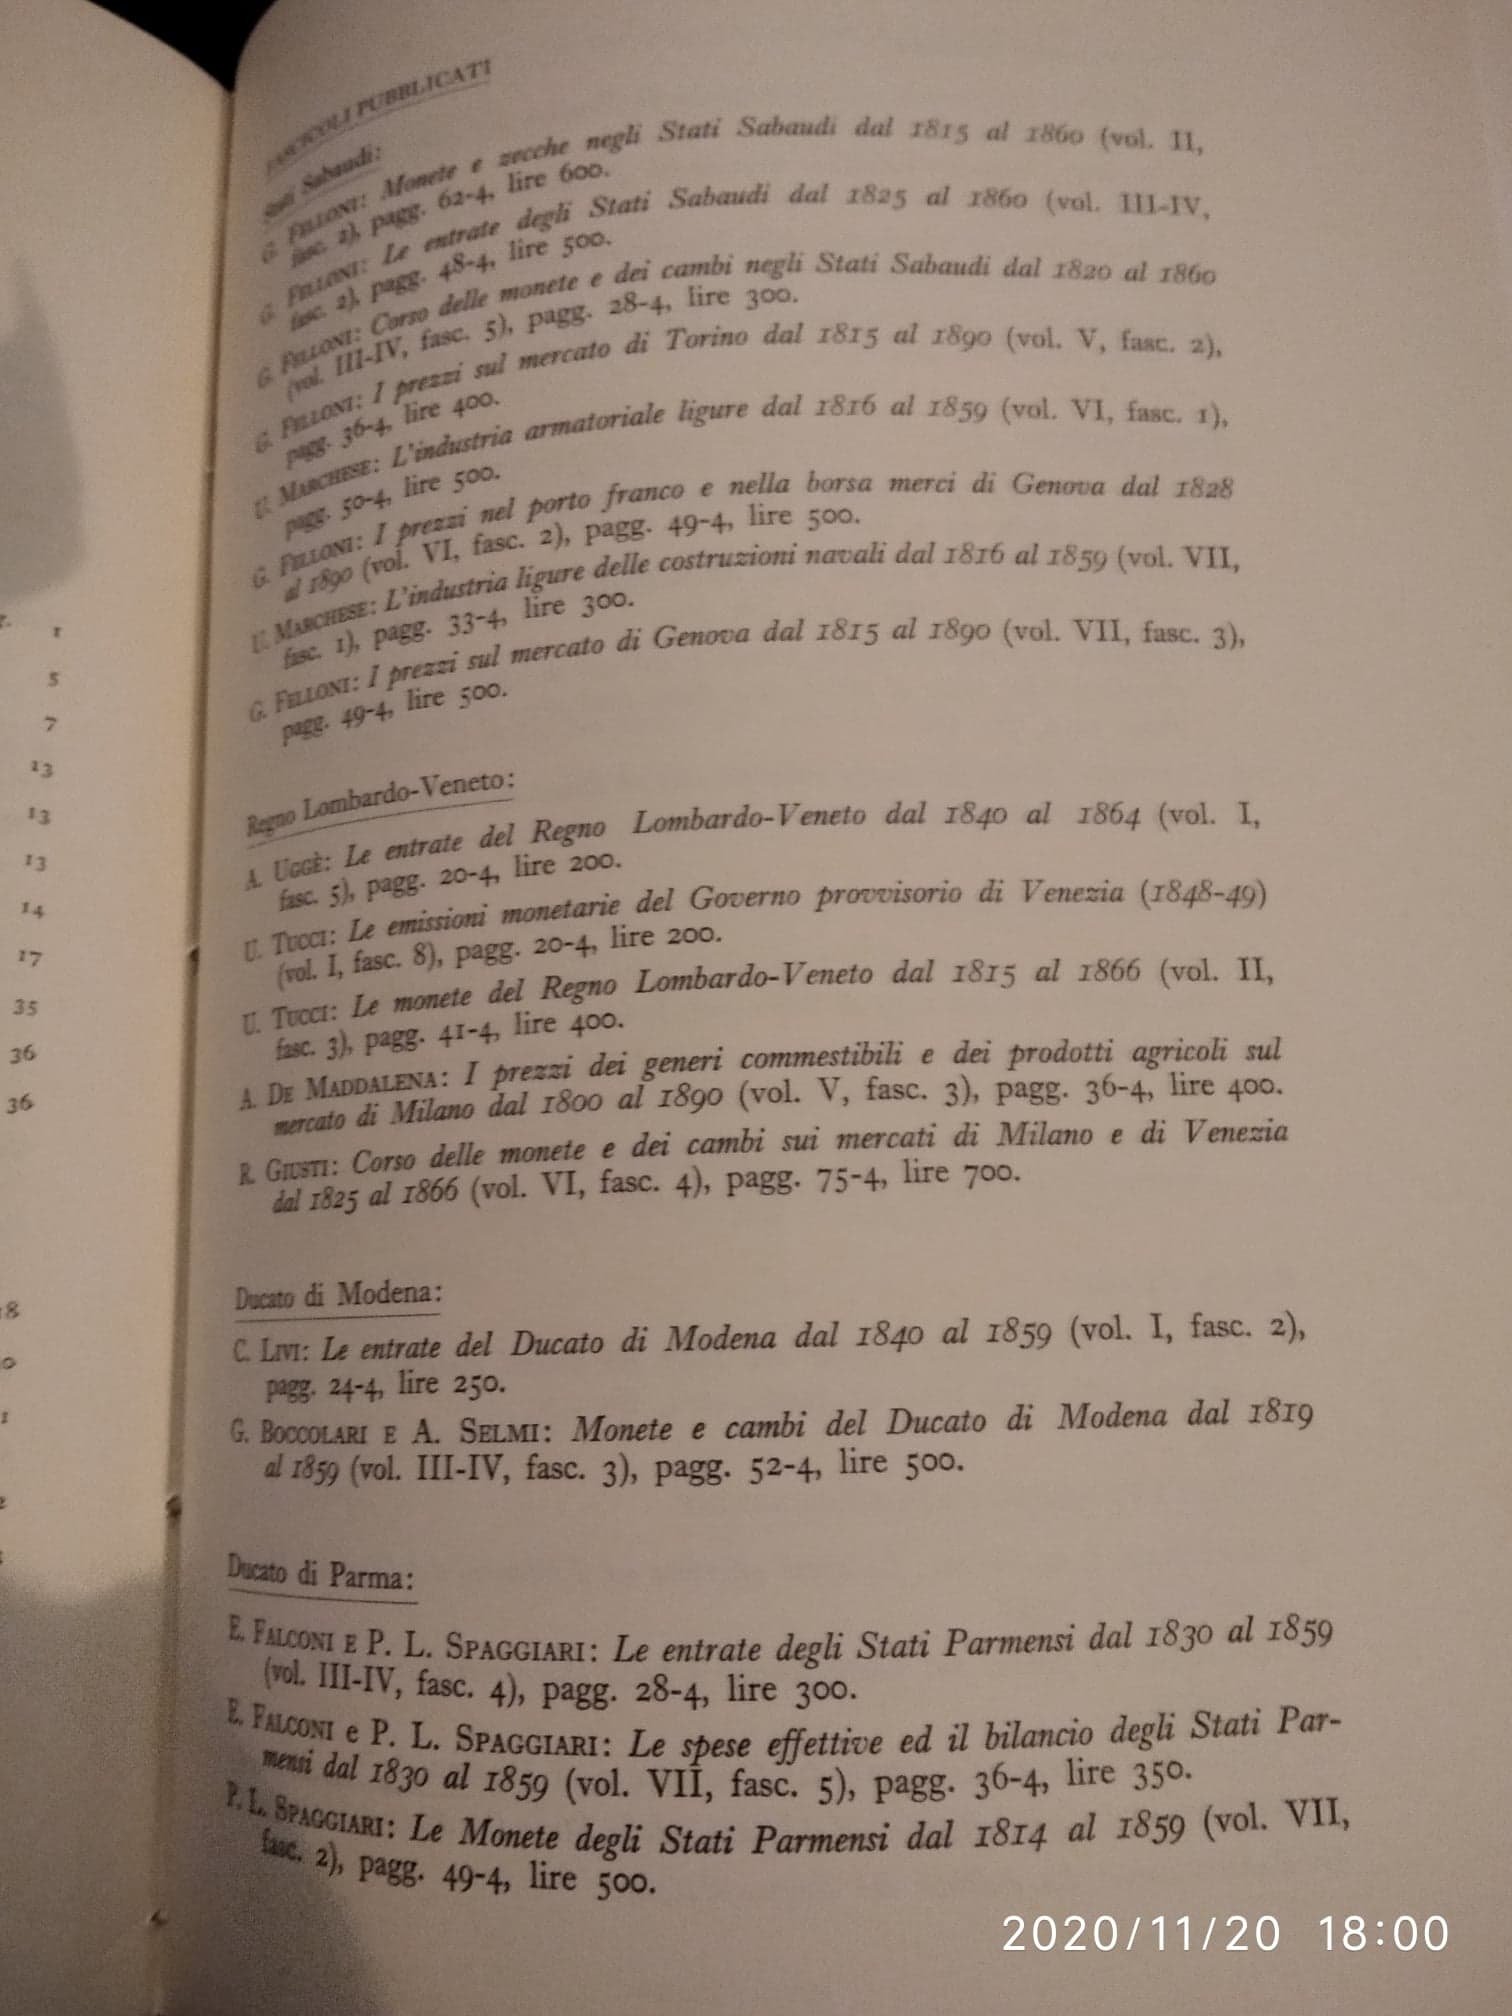 FASCICOLI PUBBLICATI
Stati Sabaudi:
G. FELLONI: Monete e zecche negli Stati Sabaudi dal 1815 al 1860 (vol. II,
fasc. 2), pagg. 62-4, lire 600.
G. FELLONI: Le entrate degli Stati Sabaudi dal 1825 al 1860 (vol. III-IV,
fasc. 2), pagg. 48-4, lire 500.
G. FELLONI: Corso delle monete e dei cambi negli Stati Sabaudi dal 1820 al 1860
(vol. III-IV, fasc. 5), pagg. 28-4, lire 300.
G. FELLONI: I prezzi sul mercato di Torino dal 1815 al 1890 (vol. V, fasc. 2),
pagg. 36-4, lire 400.
U. MARCHESE: L'industria armatoriale ligure dal 1816 al 1859 (vol. VI, fasc. 1),
pagg. 50-4, lire 500.
G. FELLONI: I prezzi nel porto franco e nella borsa merci di Genova dal 1828
al 1890 (vol. VI, fasc. 2), pagg. 49-4, lire 500.
U. MARCHESE: L'industria ligure delle costruzioni navali dal 1816 al 1859 (vol. VII,
fasc. 1), pagg. 33-4, lire 300.
G. FELLONI: I prezzi sul mercato di Genova dal 1815 al 1890 (vol. VII, fasc. 3),
pagg. 49-4, lire 500.
Regno Lombardo-Veneto:
A. UGGÈ: Le entrate del Regno Lombardo-Veneto dal 1840 al 1864 (vol. I,
fasc. 5), pagg. 20-4, lire 200.
U. TUCCI: Le emissioni monetarie del Governo provvisorio di Venezia (1848-49)
(vol. I, fasc. 8), pagg. 20-4, lire 200.
U. TUCCI: Le monete del Regno Lombardo-Veneto dal 1815 al 1866 (vol. II,
fasc. 3), pagg. 41-4, lire 400.
A. DE MADDALENA: I prezzi dei generi commestibili e dei prodotti agricoli sul
mercato di Milano dal 1800 al 1890 (vol. V, fasc. 3), pagg. 36-4, lire 400.
R. GIUSTI: Corso delle monete e dei cambi sui mercati di Milano e di Venezia
dal 1825 al 1866 (vol. VI, fasc. 4), pagg. 75-4, lire 700.
Ducato di Modena:
C. LIVI: Le entrate del Ducato di Modena dal 1840 al 1859 (vol. I, fasc. 2),
pagg. 24-4, lire 250.
G. BOCCOLARI E A. SELMI: Monete e cambi del Ducato di Modena dal 1819
al 1859 (vol. III-IV, fasc. 3), pagg. 52-4, lire 500.
Ducato di Parma:
E. FALCONI E P. L. SPAGGIARI: Le entrate degli Stati Parmensi dal 1830 al 1859
(vol. III-IV, fasc. 4), pagg. 28-4, lire 300.
E. FALCONI e P. L. SPAGGIARI: Le spese effettive ed il bilancio degli Stati Par-
mensi dal 1830 al 1859 (vol. VII, fasc. 5), pagg. 36-4, lire 350.
P. L. SPAGGIARI: Le Monete degli Stati Parmensi dal 1814 al 1859 (vol. VII,
fasc. 2), pagg. 49-4, lire 500.
1
5
7
13
13
13
14
17
35
36
36
2020/11/20 18:00